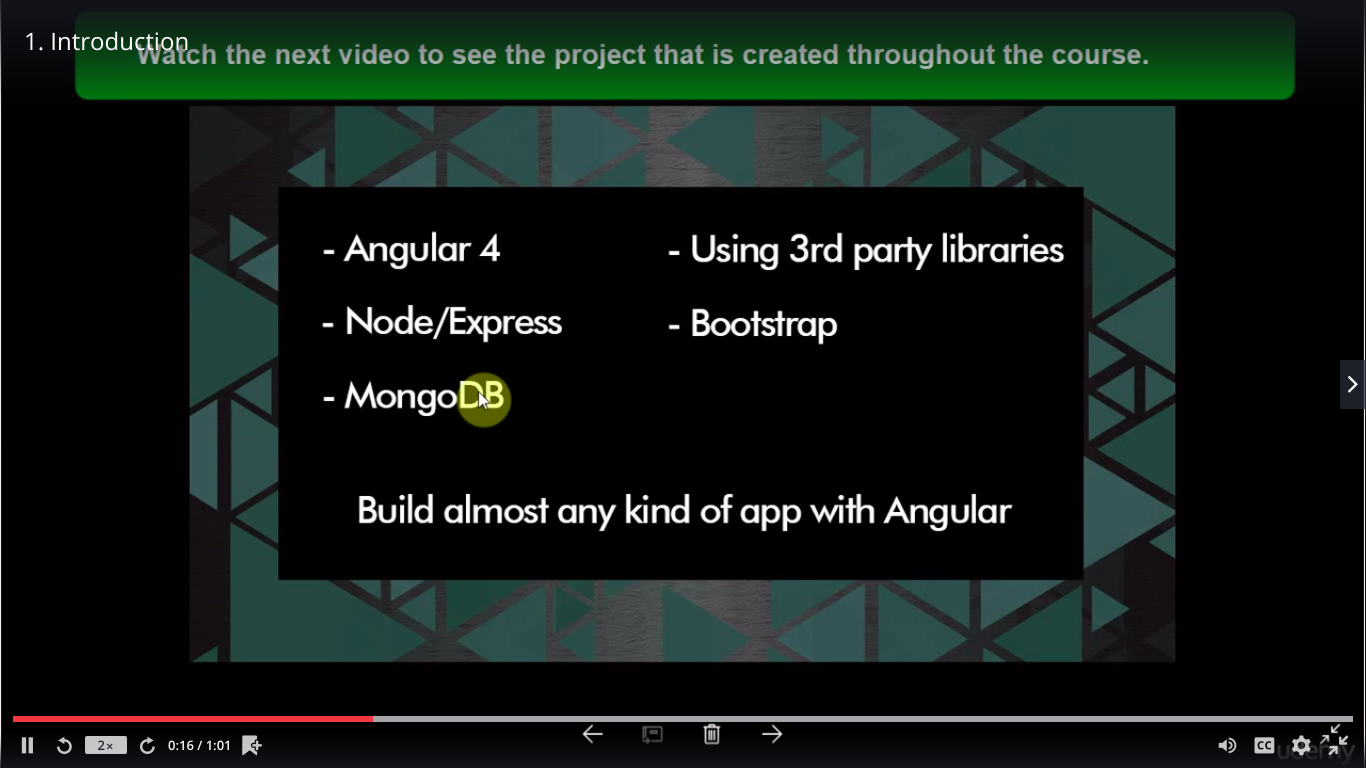 1. Introduction
Watch the next video to see the project that is created throughout the course.
- Angular 4
- Node/Express
- MongoDB
- Using 3rd party libraries
- Bootstrap
Build almost any kind of app with Angular
2×
0:16 / 1:01
CC
udemy